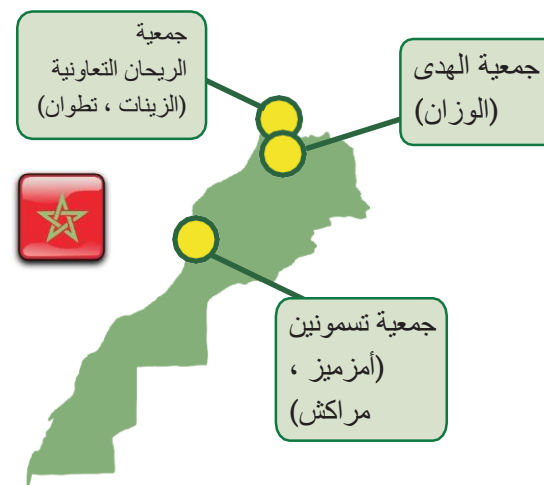 جمعية
الريحان التعاونية
(الزينات ، تطوان)
جمعية الهدى
(الوزان)
جمعية تسمونين
(أمزميز ،
مراكش)